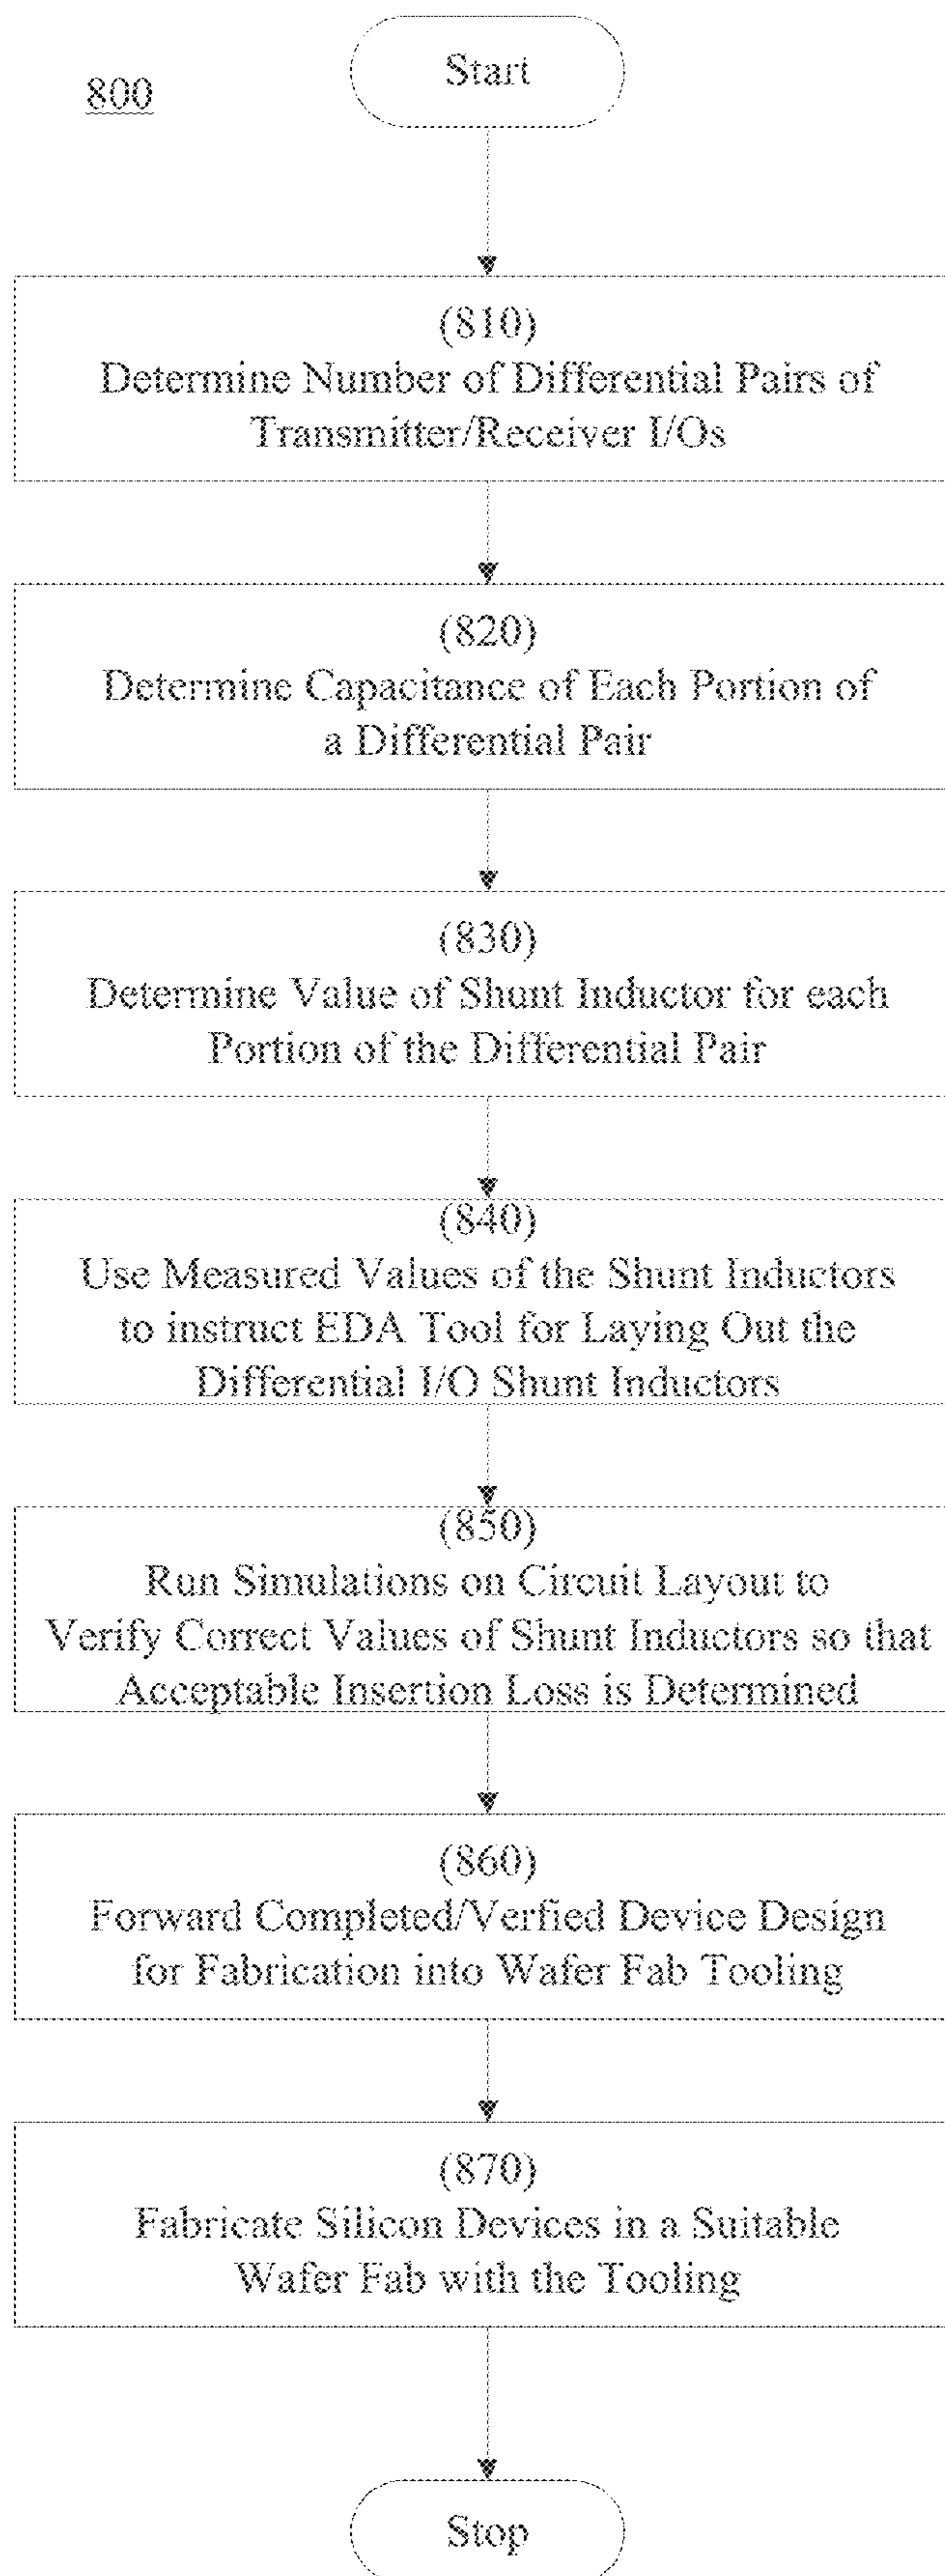 800
Start
(810)
Determine Number of Differential Pairs of
Transmitter/Receiver I/Os
(820)
Determine Capacitance of Each Portion of
a Differential Pair
(830)
Determine Value of Shunt Inductor for each
Portion of the Differential Pair
(840)
Use Measured Values of the Shunt Inductors
to instruct EDA Tool for Laying Out the
Differential I/O Shunt Inductors
(850)
Run Simulations on Circuit Layout to
Verify Correct Values of Shunt Inductors so that
Acceptable Insertion Loss is Determined
(860)
Forward Completed/Verfied Device Design
for Fabrication into Wafer Fab Tooling
(870)
Fabricate Silicon Devices in a Suitable
Wafer Fab with the Tooling
Stop